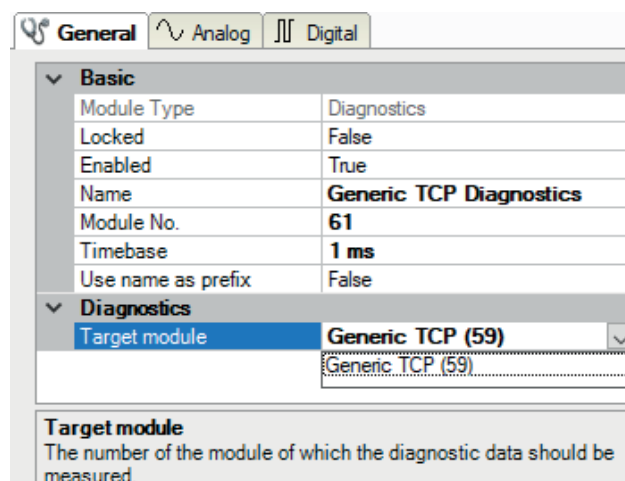 General Analog Digital
Basic
Module Type Diagnostics
Locked False
Enabled True
Name Generic TCP Diagnostics
Module No. 61
Timebase 1 ms
Use name as prefix False
Diagnostics
Target module Generic TCP (59)
Generic TCP (59)
Target module
The number of the module of which the diagnostic data should be
measured